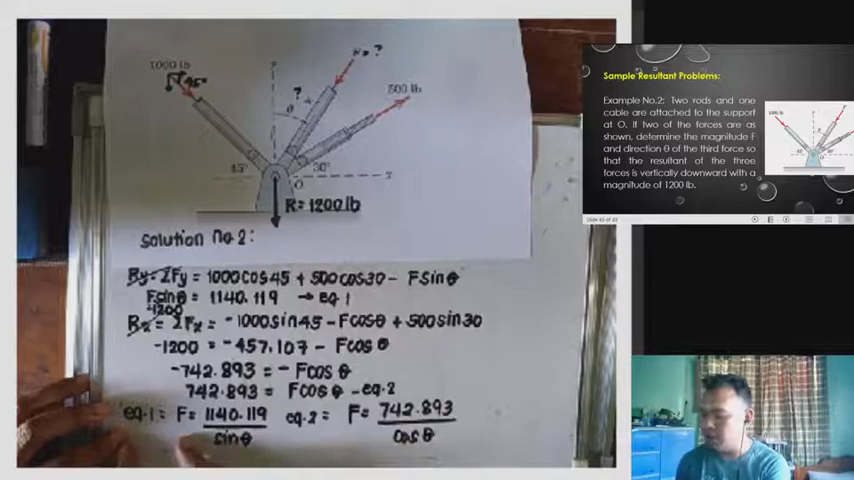 1000 lb
45°
F = ?
?
θ
y
500 lb
45°
30°
O
x
R = 1200 lb
Solution No. 2:
Ry = ΣFy = 1000cos45 + 500cos30 - Fsinθ
Fsinθ = 1140.119 → eq 1
-1200
Rx = ΣFx = -1000sin45 - Fcosθ + 500sin30
-1200 = -457.107 - Fcosθ
-742.893 = - Fcosθ
742.893 = Fcosθ - eq.2
eq.1 = F = 1140.119 eq.2 = F = 742.893
sinθ cosθ
Sample Resultant Problems:
Example No.2: Two rods and one
cable are attached to the support
at O. If two of the forces are as
shown, determine the magnitude F
and direction θ of the third force so
that the resultant of the three
forces is vertically downward with a
magnitude of 1200 lb.
1000 lb